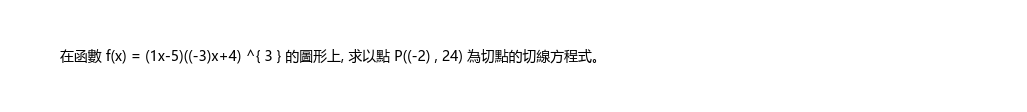 在函數 f(x) = (1x-5)((-3)x+4) ^{ 3 } 的圖形上, 求以點 P((-2) , 24) 為切點的切線方程式。